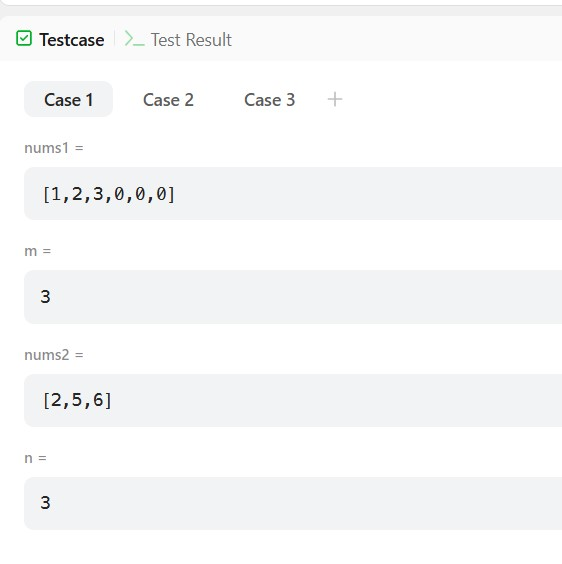 Testcase >_ Test Result
Case 1 Case 2 Case 3 +
nums1 =
[1,2,3,0,0,0]
m =
3
nums2 =
[2,5,6]
n =
3